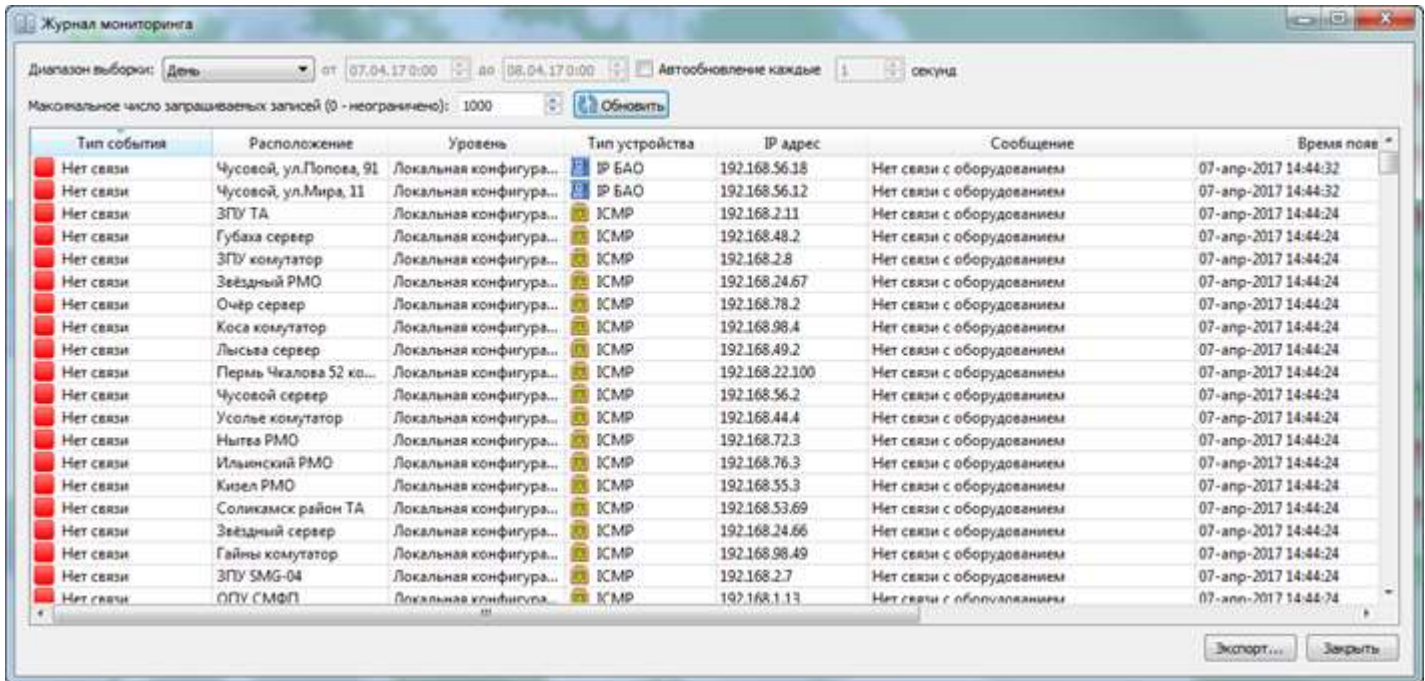 Журнал мониторинга
Диапазон выборки: День от 07.04.17 0:00 до 08.04.17 0:00 Автообновление каждые 1 секунд
Максимальное число запрашиваемых записей (0 - неограничено): 1000 Обновить
Тип события Расположение Уровень Тип устройства IP адрес Сообщение Время появ
Нет связи Чусовой, ул.Попова, 91 Локальная конфигура... IP БАО 192.168.56.18 Нет связи с оборудованием 07-апр-2017 14:44:32
Нет связи Чусовой, ул.Мира, 11 Локальная конфигура... IP БАО 192.168.56.12 Нет связи с оборудованием 07-апр-2017 14:44:32
Нет связи ЗПУ ТА Локальная конфигура... ICMP 192.168.2.11 Нет связи с оборудованием 07-апр-2017 14:44:24
Нет связи Губаха сервер Локальная конфигура... ICMP 192.168.48.2 Нет связи с оборудованием 07-апр-2017 14:44:24
Нет связи ЗПУ комутатор Локальная конфигура... ICMP 192.168.2.8 Нет связи с оборудованием 07-апр-2017 14:44:24
Нет связи Звёздный РМО Локальная конфигура... ICMP 192.168.24.67 Нет связи с оборудованием 07-апр-2017 14:44:24
Нет связи Очёр сервер Локальная конфигура... ICMP 192.168.78.2 Нет связи с оборудованием 07-апр-2017 14:44:24
Нет связи Коса комутатор Локальная конфигура... ICMP 192.168.98.4 Нет связи с оборудованием 07-апр-2017 14:44:24
Нет связи Лысьва сервер Локальная конфигура... ICMP 192.168.49.2 Нет связи с оборудованием 07-апр-2017 14:44:24
Нет связи Пермь Чкалова 52 ко... Локальная конфигура... ICMP 192.168.22.100 Нет связи с оборудованием 07-апр-2017 14:44:24
Нет связи Чусовой сервер Локальная конфигура... ICMP 192.168.56.2 Нет связи с оборудованием 07-апр-2017 14:44:24
Нет связи Усолье комутатор Локальная конфигура... ICMP 192.168.44.4 Нет связи с оборудованием 07-апр-2017 14:44:24
Нет связи Нытва РМО Локальная конфигура... ICMP 192.168.72.3 Нет связи с оборудованием 07-апр-2017 14:44:24
Нет связи Ильинский РМО Локальная конфигура... ICMP 192.168.76.3 Нет связи с оборудованием 07-апр-2017 14:44:24
Нет связи Кизел РМО Локальная конфигура... ICMP 192.168.55.3 Нет связи с оборудованием 07-апр-2017 14:44:24
Нет связи Соликамск район ТА Локальная конфигура... ICMP 192.168.53.69 Нет связи с оборудованием 07-апр-2017 14:44:24
Нет связи Звёздный сервер Локальная конфигура... ICMP 192.168.24.66 Нет связи с оборудованием 07-апр-2017 14:44:24
Нет связи Гайны комутатор Локальная конфигура... ICMP 192.168.98.49 Нет связи с оборудованием 07-апр-2017 14:44:24
Нет связи ЗПУ SMG-04 Локальная конфигура... ICMP 192.168.2.7 Нет связи с оборудованием 07-апр-2017 14:44:24
Нет связи ОПУ СМФП Локальная конфигура... ICMP 192.168.1.13 Нет связи с оборудованием 07-апр-2017 14:44:24
Экспорт... Закрыть